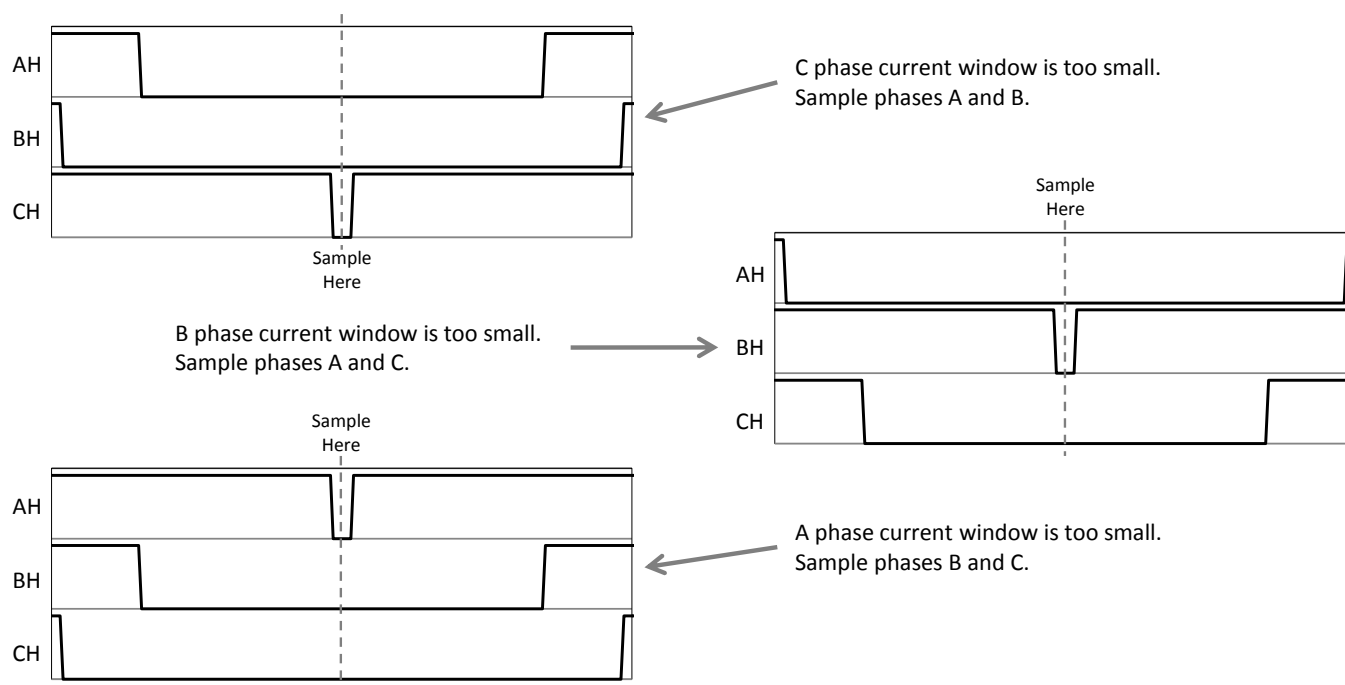 AH
BH
CH
Sample
Here
C phase current window is too small.
Sample phases A and B.
Sample
Here
AH
BH
CH
B phase current window is too small.
Sample phases A and C.
Sample
Here
AH
BH
CH
A phase current window is too small.
Sample phases B and C.